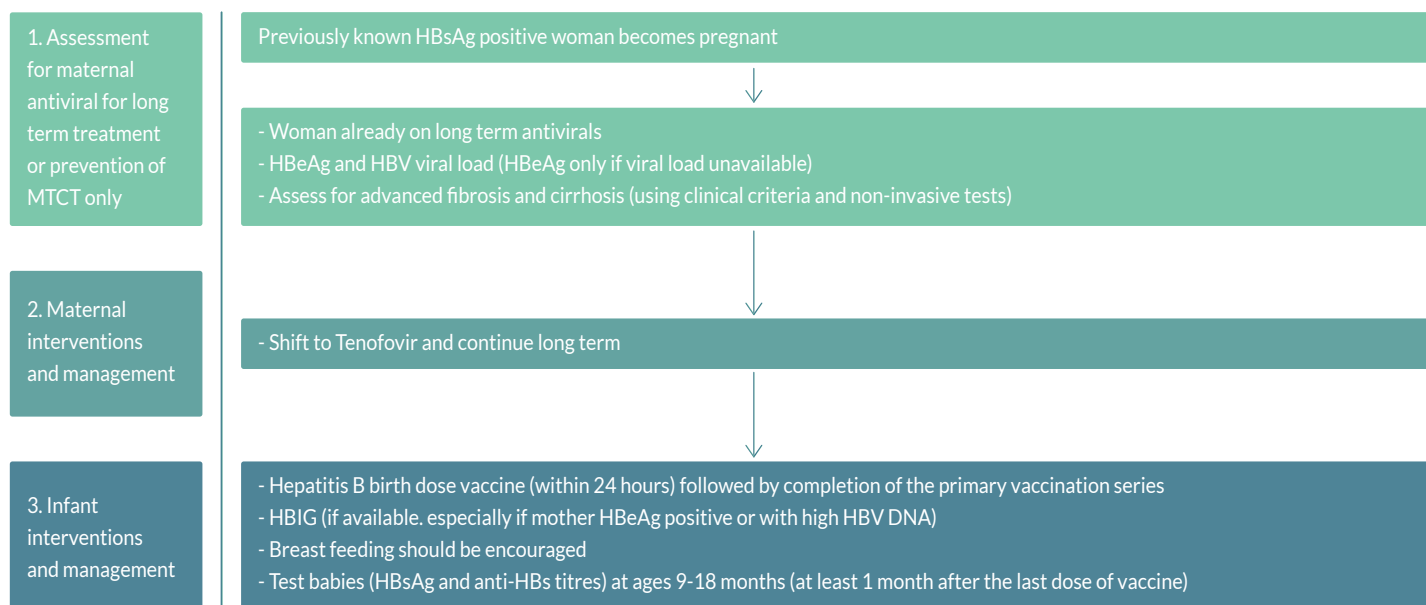 1. Assessment
for maternal
antiviral for long
term treatment
or prevention of
MTCT only
Previously known HBsAg positive woman becomes pregnant
- Woman already on long term antivirals
- HBeAg and HBV viral load (HBeAg only if viral load unavailable)
- Assess for advanced fibrosis and cirrhosis (using clinical criteria and non-invasive tests)
2. Maternal
interventions
and management
- Shift to Tenofovir and continue long term
3. Infant
interventions
and management
- Hepatitis B birth dose vaccine (within 24 hours) followed by completion of the primary vaccination series
- HBIG (if available. especially if mother HBeAg positive or with high HBV DNA)
- Breast feeding should be encouraged
- Test babies (HBsAg and anti-HBs titres) at ages 9-18 months (at least 1 month after the last dose of vaccine)